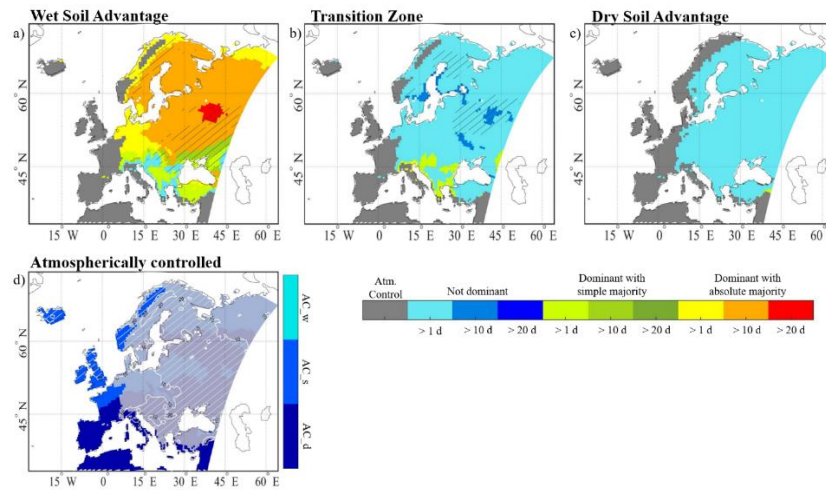 Wet Soil Advantage
Transition Zone
Dry Soil Advantage
a)
b)
c)
60° N
45° N
15 W 0 15 E 30 E 45 E 60 E
60° N
45° N
15 W 0 15 E 30 E 45 E 60 E
60° N
45° N
15 W 0 15 E 30 E 45 E 60 E
Atmospherically controlled
d)
60° N
45° N
15 W 0 15 E 30 E 45 E 60 E
AC_w
AC_s
AC_d
Atm.
Control
Not dominant
Dominant with
simple majority
Dominant with
absolute majority
> 1 d > 10 d > 20 d > 1 d > 10 d > 20 d > 1 d > 10 d > 20 d